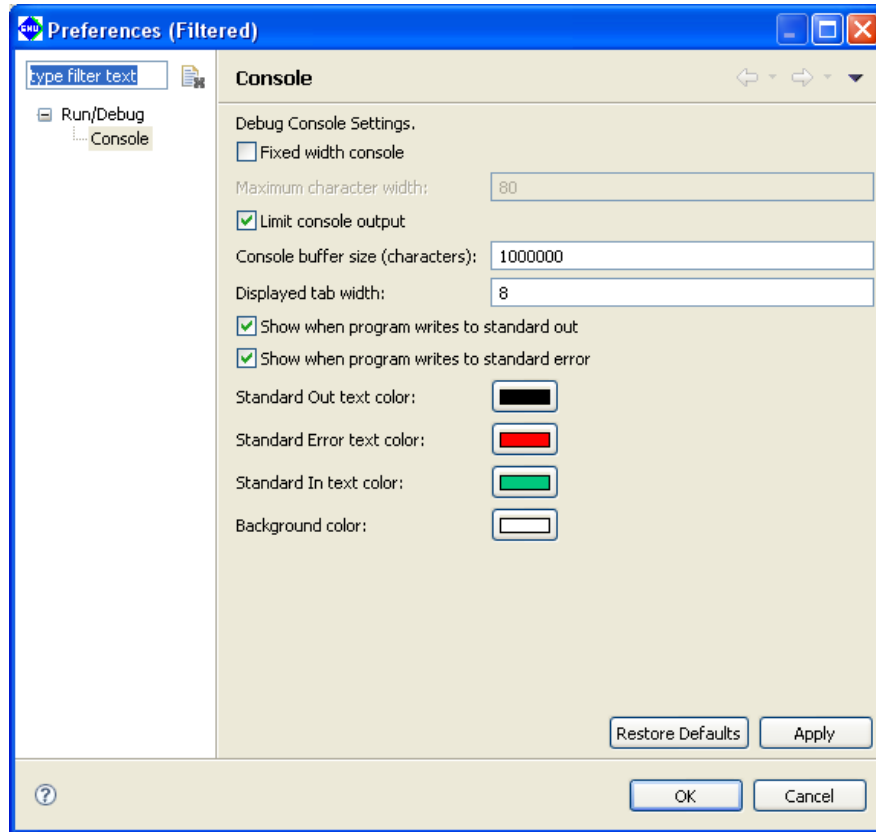 Preferences (Filtered)
type filter text
Run/Debug
Console
Console
Debug Console Settings.
Fixed width console
Maximum character width: 80
Limit console output
Console buffer size (characters): 1000000
Displayed tab width: 8
Show when program writes to standard out
Show when program writes to standard error
Standard Out text color:
Standard Error text color:
Standard In text color:
Background color:
Restore Defaults Apply
? OK Cancel